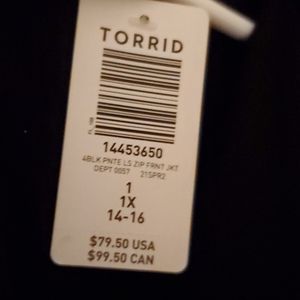 TORRID
14453650
4BLK PNTE LS ZIP FRNT JKT
DEPT 0057 21SPR2
1
1X
14-16
$79.50 USA
$99.50 CAN